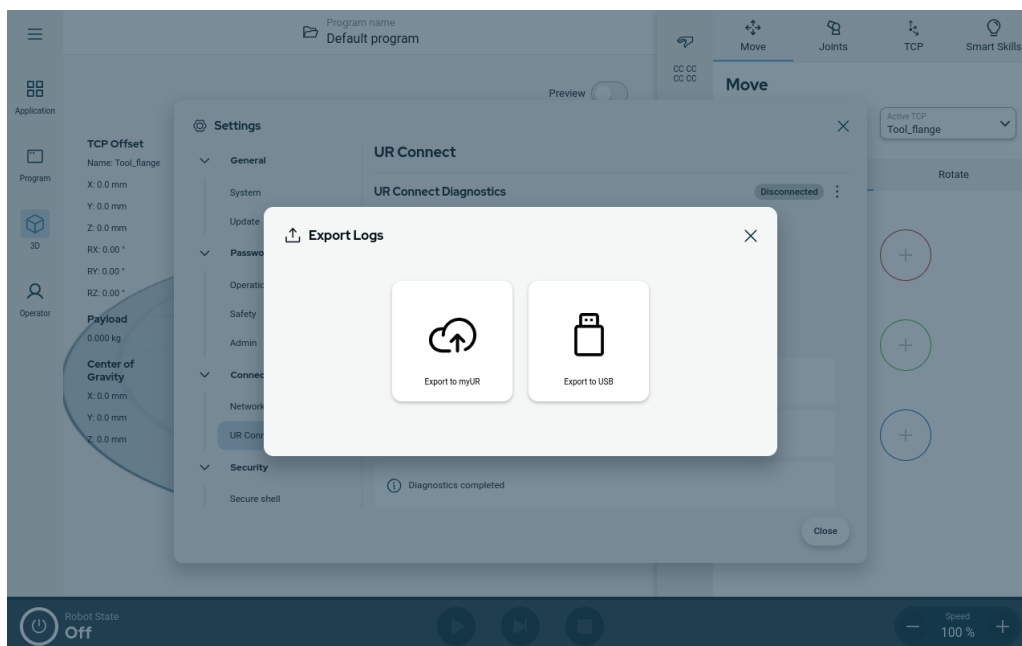 Program name
Default program
Application
Program
3D
Operator
TCP Offset
Name: Tool_flange
X: 0.0 mm
Y: 0.0 mm
Z: 0.0 mm
RX: 0.00 °
RY: 0.00 °
RZ: 0.00 °
Payload
0.000 kg
Center of
Gravity
X: 0.0 mm
Y: 0.0 mm
Z: 0.0 mm
Preview
CC CC
CC CC
Move
Joints
TCP
Smart Skills
Move
Active TCP
Tool_flange
Rotate
Settings
General
System
Update
Passwo
Operatio
Safety
Admin
Connec
Network
UR Conn
Security
Secure shell
UR Connect
UR Connect Diagnostics
Disconnected
Export Logs
Export to myUR
Export to USB
Diagnostics completed
Close
Robot State
Off
Speed
100 %